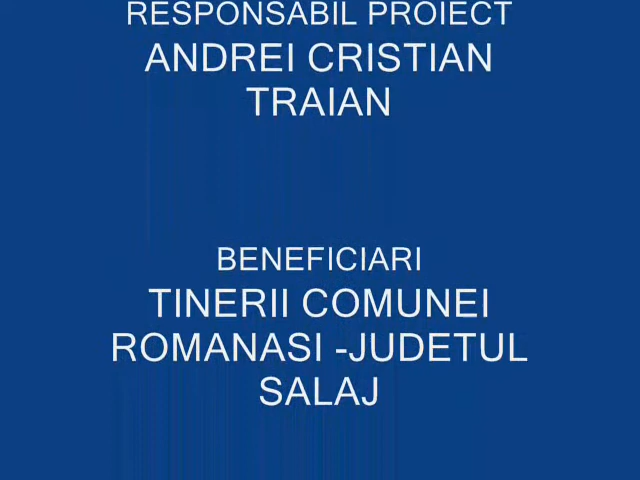 RESPONSABIL PROIECT
ANDREI CRISTIAN
TRAIAN
BENEFICIARI
TINERII COMUNEI
ROMANASI -JUDETUL
SALAJ